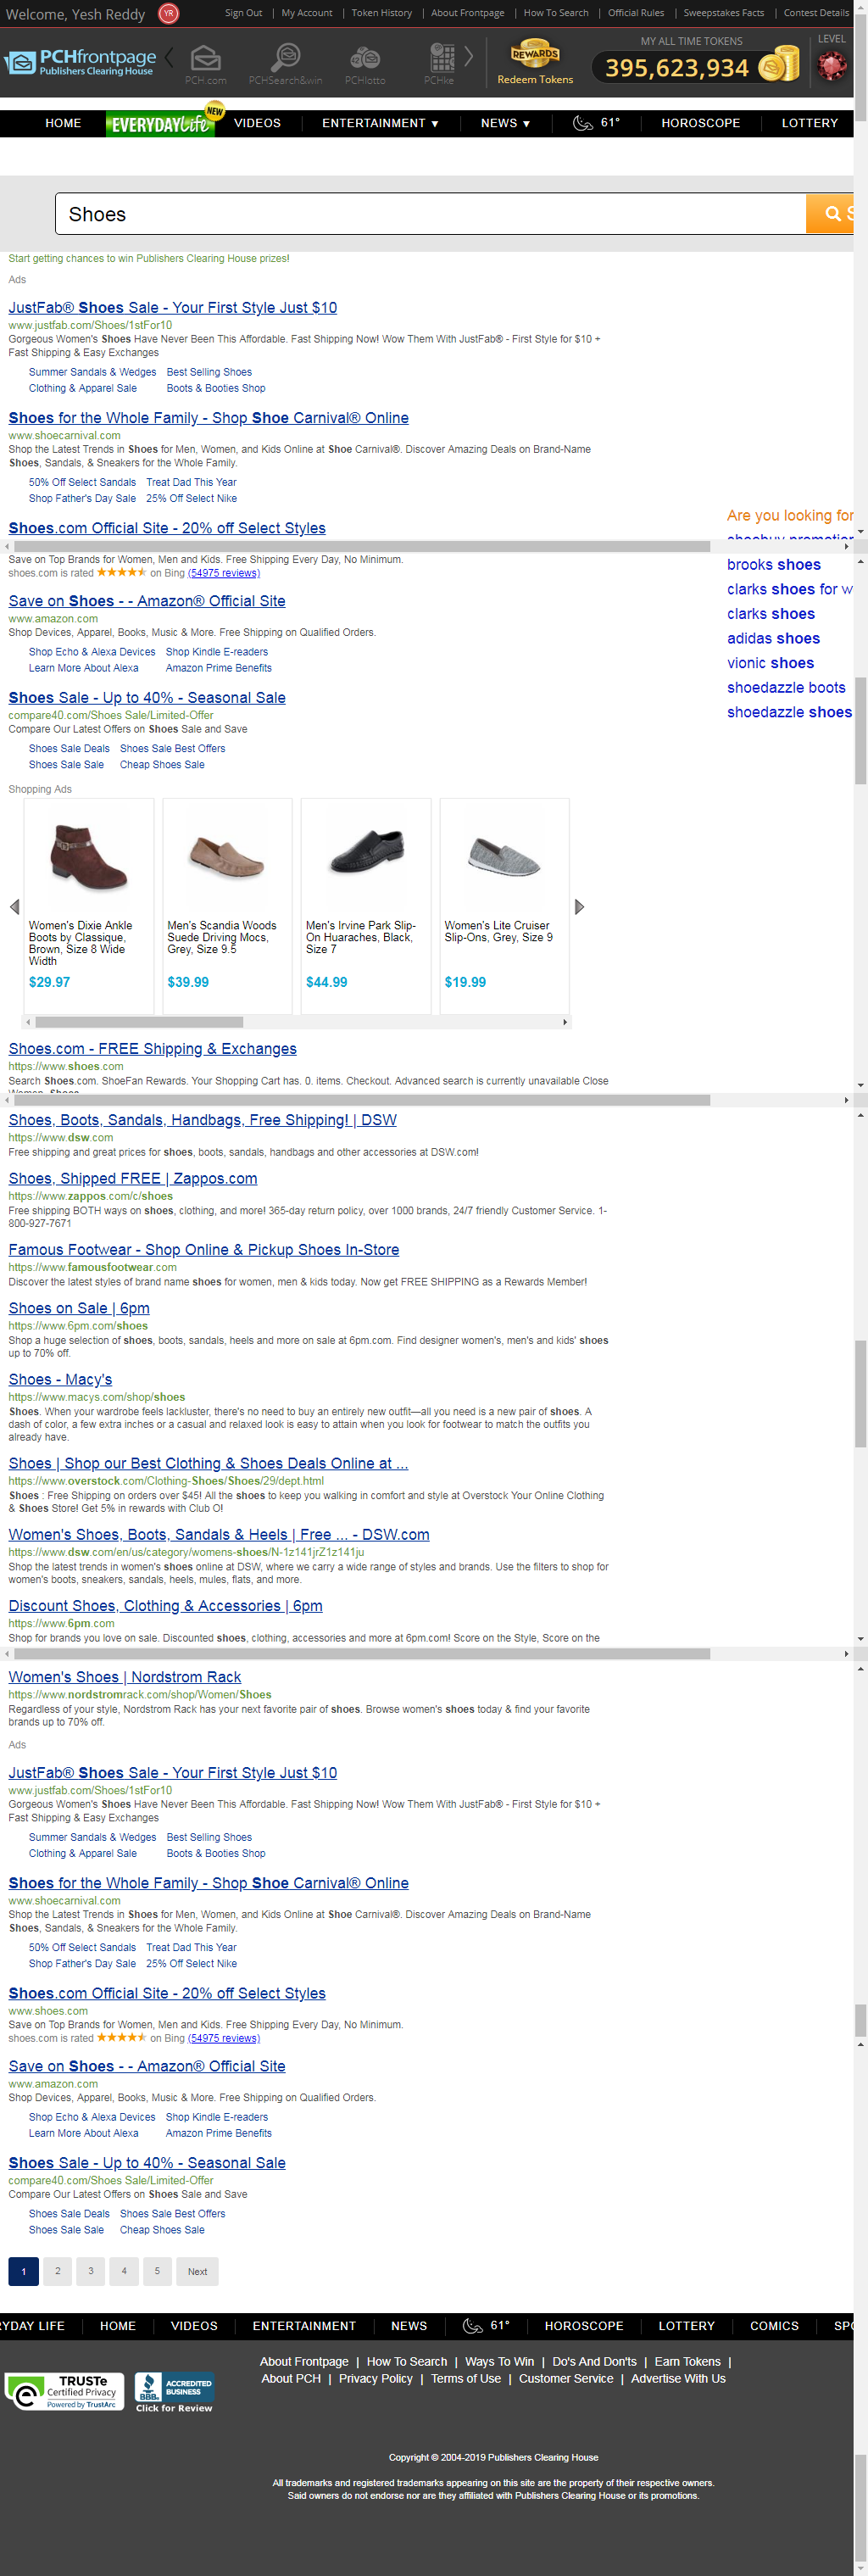 Welcome, Yesh Reddy YR Sign Out | My Account | Token History | About Frontpage | How To Search | Official Rules | Sweepstakes Facts | Contest Details
PCHfrontpage
Publishers Clearing House
PCH.com PCHSearch&win PCHlotto PCHke
REWARDS
Redeem Tokens
MY ALL TIME TOKENS
395,623,934
LEVEL
HOME EVERYDAY Life NEW VIDEOS ENTERTAINMENT ▼ NEWS ▼ 61° HOROSCOPE LOTTERY
Shoes S
Start getting chances to win Publishers Clearing House prizes!
Ads
JustFab® Shoes Sale - Your First Style Just $10
www.justfab.com/Shoes/1stFor10
Gorgeous Women's Shoes Have Never Been This Affordable. Fast Shipping Now! Wow Them With JustFab® - First Style for $10 +
Fast Shipping & Easy Exchanges
Summer Sandals & Wedges Best Selling Shoes
Clothing & Apparel Sale Boots & Booties Shop
Shoes for the Whole Family - Shop Shoe Carnival® Online
www.shoecarnival.com
Shop the Latest Trends in Shoes for Men, Women, and Kids Online at Shoe Carnival®. Discover Amazing Deals on Brand-Name
Shoes, Sandals, & Sneakers for the Whole Family.
50% Off Select Sandals Treat Dad This Year
Shop Father's Day Sale 25% Off Select Nike
Are you looking for
Shoes.com Official Site - 20% off Select Styles
Save on Top Brands for Women, Men and Kids. Free Shipping Every Day, No Minimum.
shoes.com is rated ★★★★ on Bing (54975 reviews)
brooks shoes
clarks shoes for w
clarks shoes
adidas shoes
vionic shoes
shoedazzle boots
shoedazzle shoes
Save on Shoes - - Amazon® Official Site
www.amazon.com
Shop Devices, Apparel, Books, Music & More. Free Shipping on Qualified Orders.
Shop Echo & Alexa Devices Shop Kindle E-readers
Learn More About Alexa Amazon Prime Benefits
Shoes Sale - Up to 40% - Seasonal Sale
compare40.com/Shoes Sale/Limited-Offer
Compare Our Latest Offers on Shoes Sale and Save
Shoes Sale Deals Shoes Sale Best Offers
Shoes Sale Sale Cheap Shoes Sale
Shopping Ads
Women's Dixie Ankle
Boots by Classique,
Brown, Size 8 Wide
Width
$29.97
Men's Scandia Woods
Suede Driving Mocs,
Grey, Size 9.5
$39.99
Men's Irvine Park Slip-
On Huaraches, Black,
Size 7
$44.99
Women's Lite Cruiser
Slip-Ons, Grey, Size 9
$19.99
Shoes.com - FREE Shipping & Exchanges
https://www.shoes.com
Search Shoes.com. ShoeFan Rewards. Your Shopping Cart has. 0. items. Checkout. Advanced search is currently unavailable Close
Shoes, Boots, Sandals, Handbags, Free Shipping! | DSW
https://www.dsw.com
Free shipping and great prices for shoes, boots, sandals, handbags and other accessories at DSW.com!
Shoes, Shipped FREE | Zappos.com
https://www.zappos.com/c/shoes
Free shipping BOTH ways on shoes, clothing, and more! 365-day return policy, over 1000 brands, 24/7 friendly Customer Service. 1-
800-927-7671
Famous Footwear - Shop Online & Pickup Shoes In-Store
https://www.famousfootwear.com
Discover the latest styles of brand name shoes for women, men & kids today. Now get FREE SHIPPING as a Rewards Member!
Shoes on Sale | 6pm
https://www.6pm.com/shoes
Shop a huge selection of shoes, boots, sandals, heels and more on sale at 6pm.com. Find designer women's, men's and kids' shoes
up to 70% off.
Shoes - Macy's
https://www.macys.com/shop/shoes
Shoes. When your wardrobe feels lackluster, there's no need to buy an entirely new outfit—all you need is a new pair of shoes. A
dash of color, a few extra inches or a casual and relaxed look is easy to attain when you look for footwear to match the outfits you
already have.
Shoes | Shop our Best Clothing & Shoes Deals Online at ...
https://www.overstock.com/Clothing-Shoes/Shoes/29/dept.html
Shoes : Free Shipping on orders over $45! All the shoes to keep you walking in comfort and style at Overstock Your Online Clothing
& Shoes Store! Get 5% in rewards with Club O!
Women's Shoes, Boots, Sandals & Heels | Free ... - DSW.com
https://www.dsw.com/en/us/category/womens-shoes/N-1z141jrZ1z141ju
Shop the latest trends in women's shoes online at DSW, where we carry a wide range of styles and brands. Use the filters to shop for
women's boots, sneakers, sandals, heels, mules, flats, and more.
Discount Shoes, Clothing & Accessories | 6pm
https://www.6pm.com
Shop for brands you love on sale. Discounted shoes, clothing, accessories and more at 6pm.com! Score on the Style, Score on the
Women's Shoes | Nordstrom Rack
https://www.nordstromrack.com/shop/Women/Shoes
Regardless of your style, Nordstrom Rack has your next favorite pair of shoes. Browse women's shoes today & find your favorite
brands up to 70% off.
Ads
JustFab® Shoes Sale - Your First Style Just $10
www.justfab.com/Shoes/1stFor10
Gorgeous Women's Shoes Have Never Been This Affordable. Fast Shipping Now! Wow Them With JustFab® - First Style for $10 +
Fast Shipping & Easy Exchanges
Summer Sandals & Wedges Best Selling Shoes
Clothing & Apparel Sale Boots & Booties Shop
Shoes for the Whole Family - Shop Shoe Carnival® Online
www.shoecarnival.com
Shop the Latest Trends in Shoes for Men, Women, and Kids Online at Shoe Carnival®. Discover Amazing Deals on Brand-Name
Shoes, Sandals, & Sneakers for the Whole Family.
50% Off Select Sandals Treat Dad This Year
Shop Father's Day Sale 25% Off Select Nike
Shoes.com Official Site - 20% off Select Styles
www.shoes.com
Save on Top Brands for Women, Men and Kids. Free Shipping Every Day, No Minimum.
shoes.com is rated ★★★★ on Bing (54975 reviews)
Save on Shoes - - Amazon® Official Site
www.amazon.com
Shop Devices, Apparel, Books, Music & More. Free Shipping on Qualified Orders.
Shop Echo & Alexa Devices Shop Kindle E-readers
Learn More About Alexa Amazon Prime Benefits
Shoes Sale - Up to 40% - Seasonal Sale
compare40.com/Shoes Sale/Limited-Offer
Compare Our Latest Offers on Shoes Sale and Save
Shoes Sale Deals Shoes Sale Best Offers
Shoes Sale Sale Cheap Shoes Sale
1 2 3 4 5 Next
RYDAY LIFE HOME VIDEOS ENTERTAINMENT NEWS 61° HOROSCOPE LOTTERY COMICS SPO
About Frontpage | How To Search | Ways To Win | Do's And Don'ts | Earn Tokens |
About PCH | Privacy Policy | Terms of Use | Customer Service | Advertise With Us
TRUSTe
Certified Privacy
Powered by TrustArc
BBB ACCREDITED
BUSINESS
Click for Review
Copyright © 2004-2019 Publishers Clearing House
All trademarks and registered trademarks appearing on this site are the property of their respective owners.
Said owners do not endorse nor are they affiliated with Publishers Clearing House or its promotions.